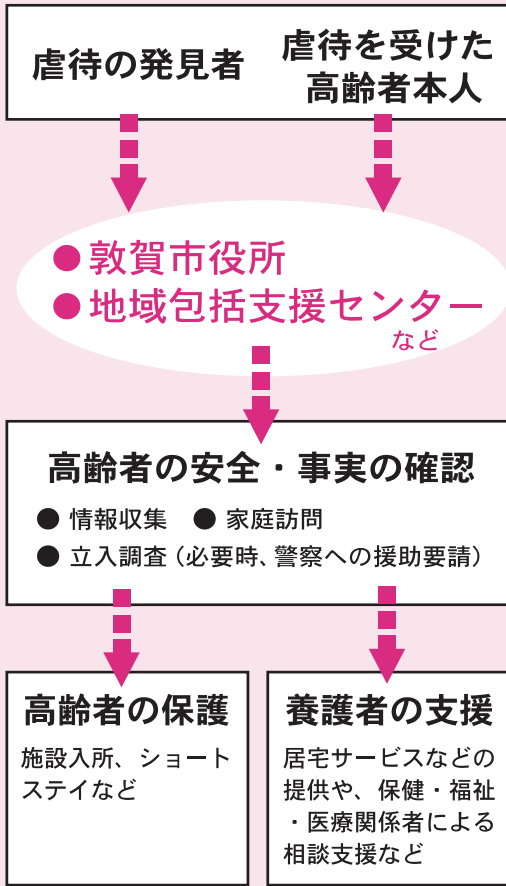 虐待の発見者
虐待を受けた
高齢者本人
●敦賀市役所
●地域包括支援センター
など
高齢者の安全・事実の確認
●情報収集 ●家庭訪問
●立入調査（必要時、警察への援助要請）
高齢者の保護
施設入所、ショート
ステイなど
養護者の支援
居宅サービスなどの
提供や、保健・福祉
・医療関係者による
相談支援など